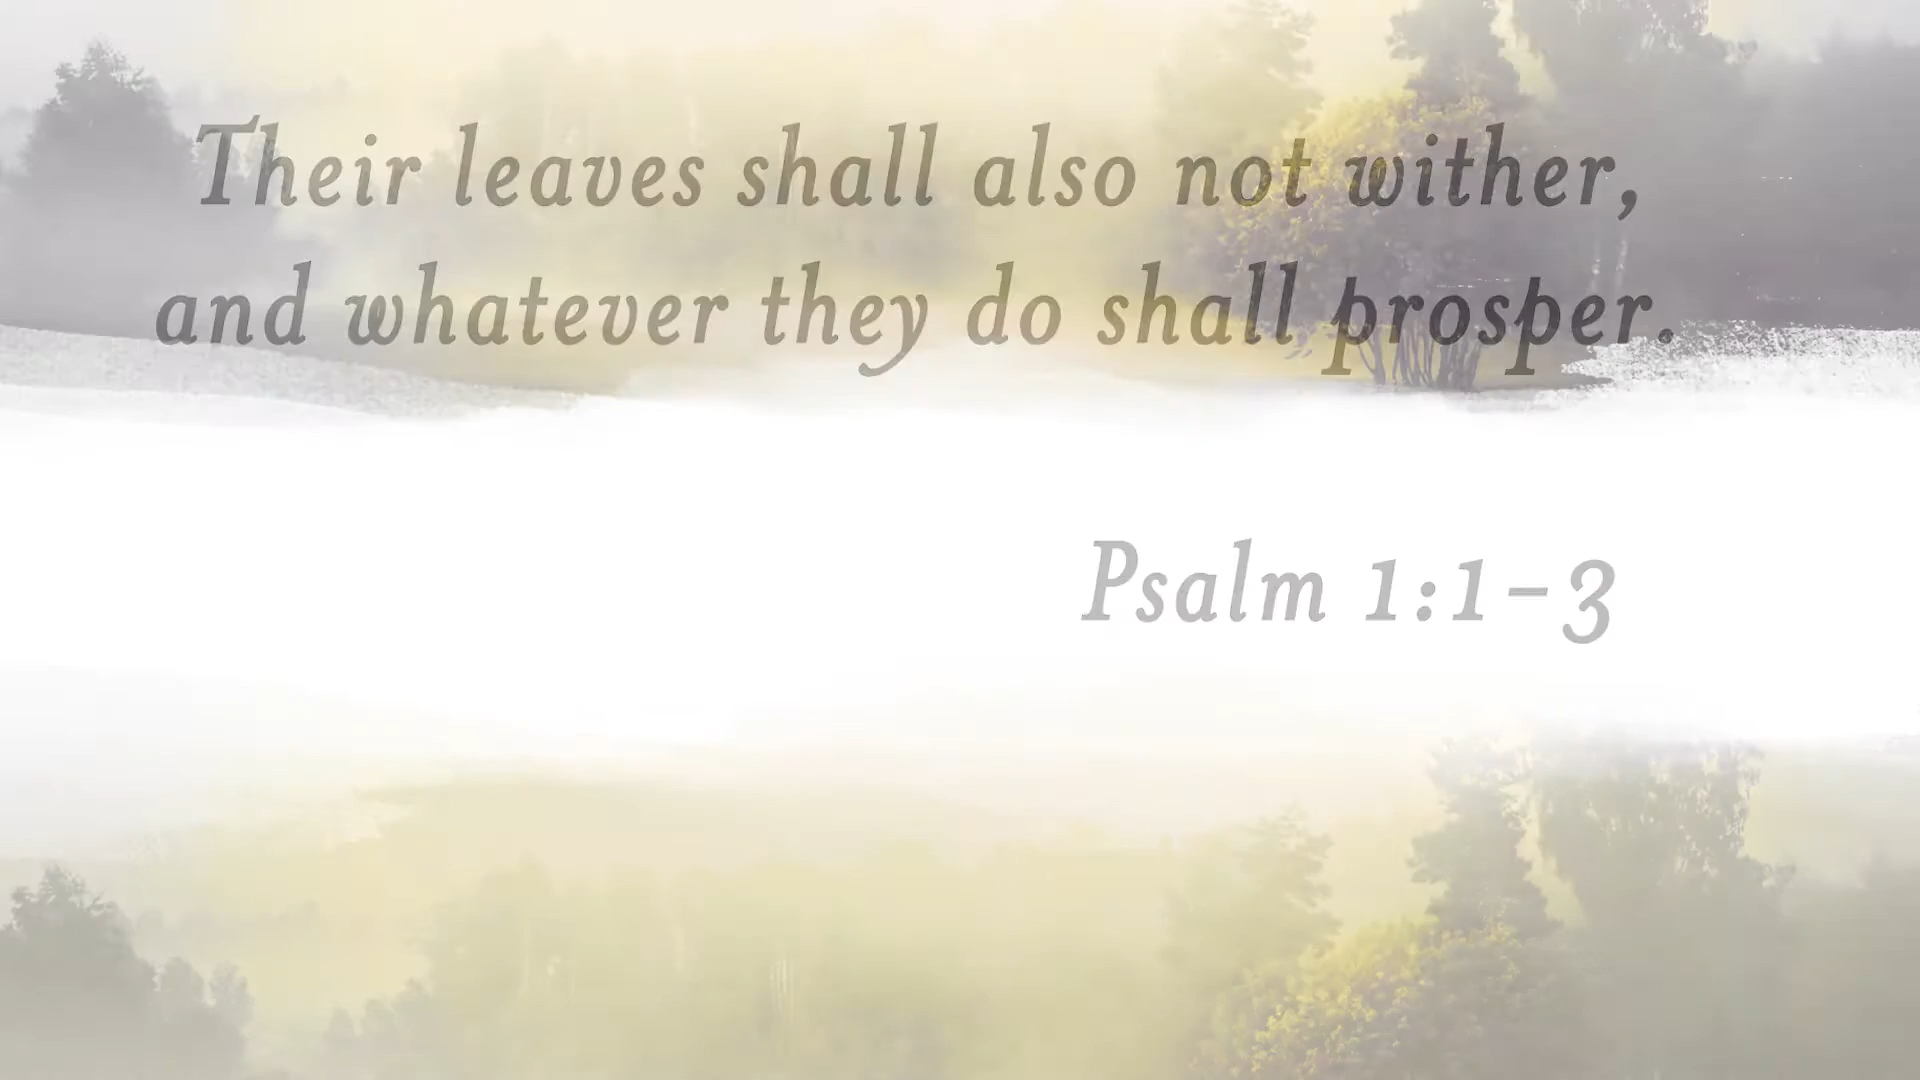 Their leaves shall also not wither,
and whatever they do shall prosper.
Psalm 1:1-3